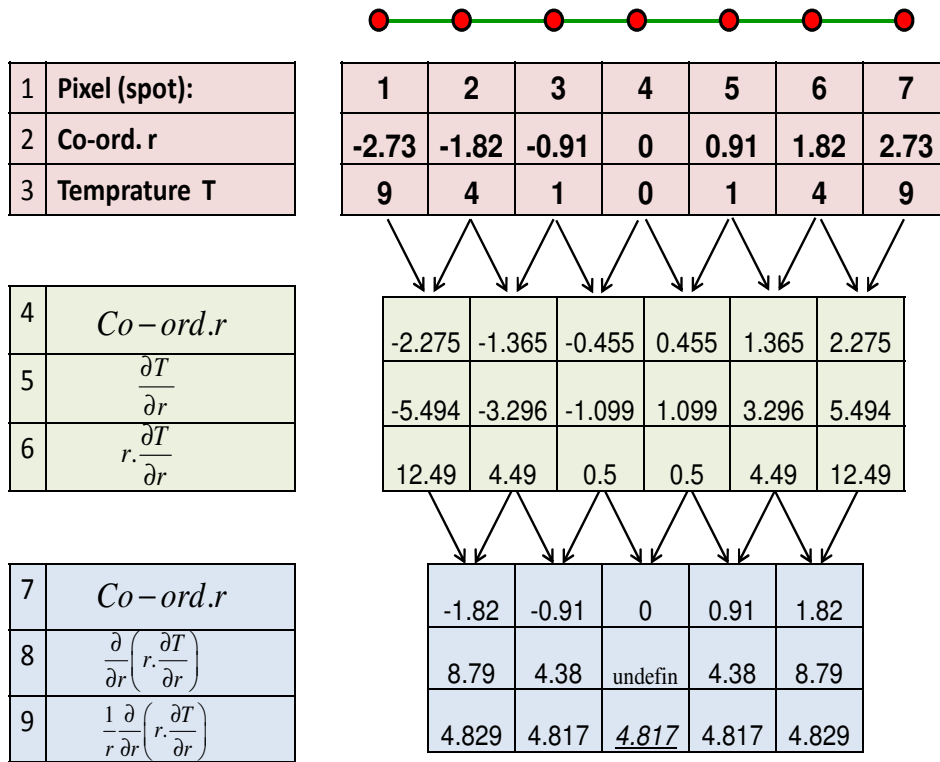 1 Pixel (spot): 1 2 3 4 5 6 7
2 Co-ord. r -2.73 -1.82 -0.91 0 0.91 1.82 2.73
3 Temprature T 9 4 1 0 1 4 9
4 Co-ord.r -2.275 -1.365 -0.455 0.455 1.365 2.275
5 ∂T/∂r -5.494 -3.296 -1.099 1.099 3.296 5.494
6 r.∂T/∂r 12.49 4.49 0.5 0.5 4.49 12.49
7 Co-ord.r -1.82 -0.91 0 0.91 1.82
8 ∂/∂r(r.∂T/∂r) 8.79 4.38 undefin 4.38 8.79
9 1/r ∂/∂r(r.∂T/∂r) 4.829 4.817 4.817 4.817 4.829